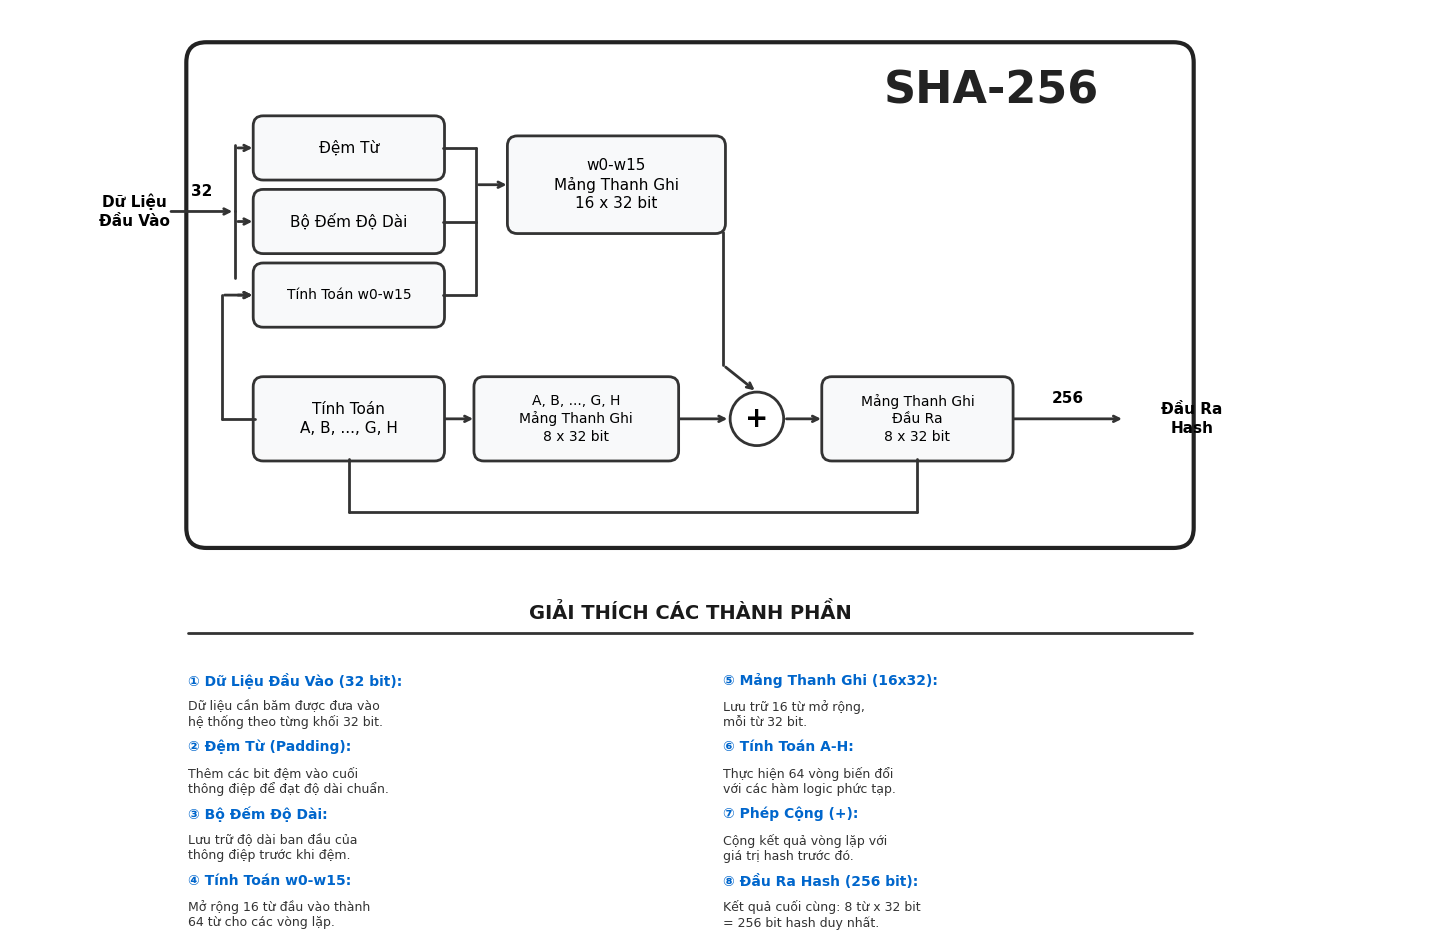 SHA-256
Đệm Từ
w0-w15
Mảng Thanh Ghi
16 x 32 bit
32
Dữ Liệu
Đầu Vào
Bộ Đếm Độ Dài
Tính Toán w0-w15
Tính Toán
A, B, ..., G, H
A, B, ..., G, H
Mảng Thanh Ghi
8 x 32 bit
+
Mảng Thanh Ghi
Đầu Ra
8 x 32 bit
256
Đầu Ra
Hash
GIẢI THÍCH CÁC THÀNH PHẦN
① Dữ Liệu Đầu Vào (32 bit):
Dữ liệu cần băm được đưa vào
hệ thống theo từng khối 32 bit.
② Đệm Từ (Padding):
Thêm các bit đệm vào cuối
thông điệp để đạt độ dài chuẩn.
③ Bộ Đếm Độ Dài:
Lưu trữ độ dài ban đầu của
thông điệp trước khi đệm.
④ Tính Toán w0-w15:
Mở rộng 16 từ đầu vào thành
64 từ cho các vòng lặp.
⑤ Mảng Thanh Ghi (16x32):
Lưu trữ 16 từ mở rộng,
mỗi từ 32 bit.
⑥ Tính Toán A-H:
Thực hiện 64 vòng biến đổi
với các hàm logic phức tạp.
⑦ Phép Cộng (+):
Cộng kết quả vòng lặp với
giá trị hash trước đó.
⑧ Đầu Ra Hash (256 bit):
Kết quả cuối cùng: 8 từ x 32 bit
= 256 bit hash duy nhất.